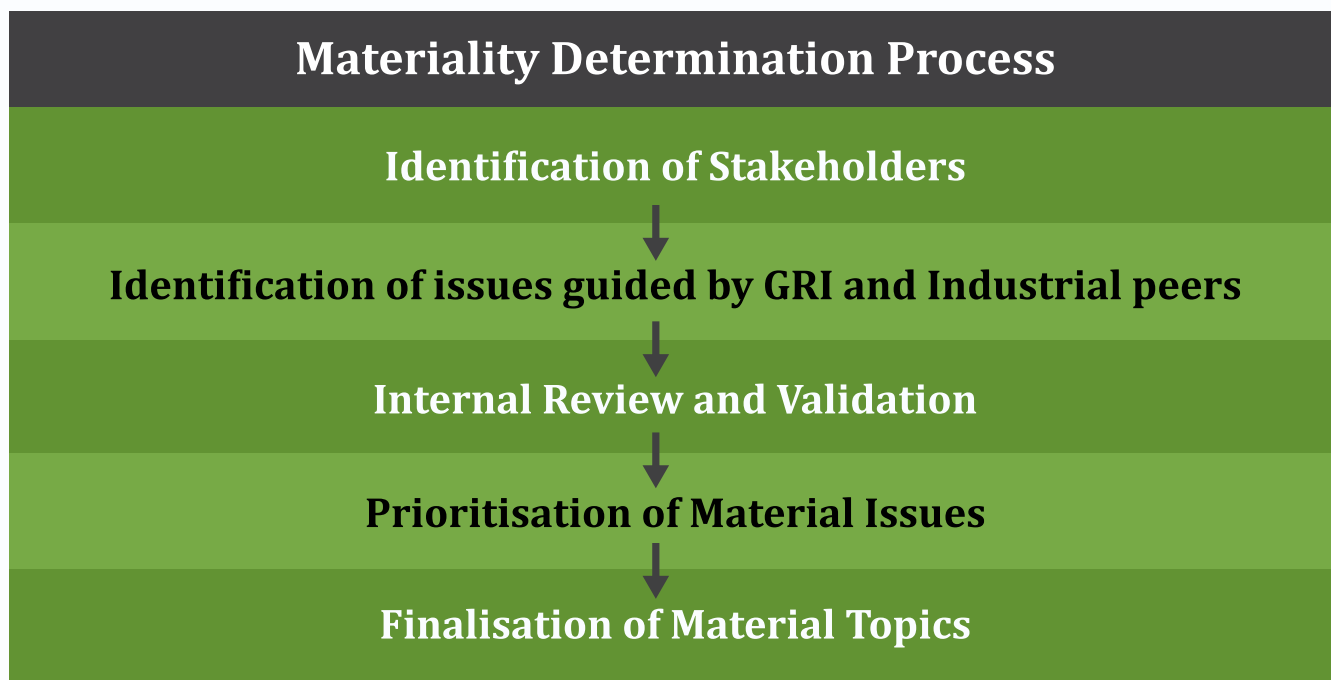 Materiality Determination Process
Identification of Stakeholders
Identification of issues guided by GRI and Industrial peers
Internal Review and Validation
Prioritisation of Material Issues
Finalisation of Material Topics